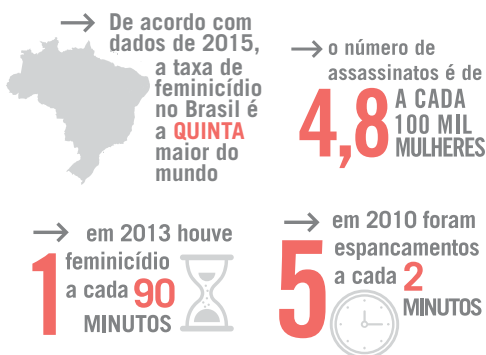 De acordo com
dados de 2015,
a taxa de
feminicídio
no Brasil é
a QUINTA
maior do
mundo
o número de
assassinatos é de
4,8 A CADA
100 MIL
MULHERES
em 2013 houve
1 feminicídio
a cada 90
MINUTOS
em 2010 foram
5 espancamentos
a cada 2
MINUTOS